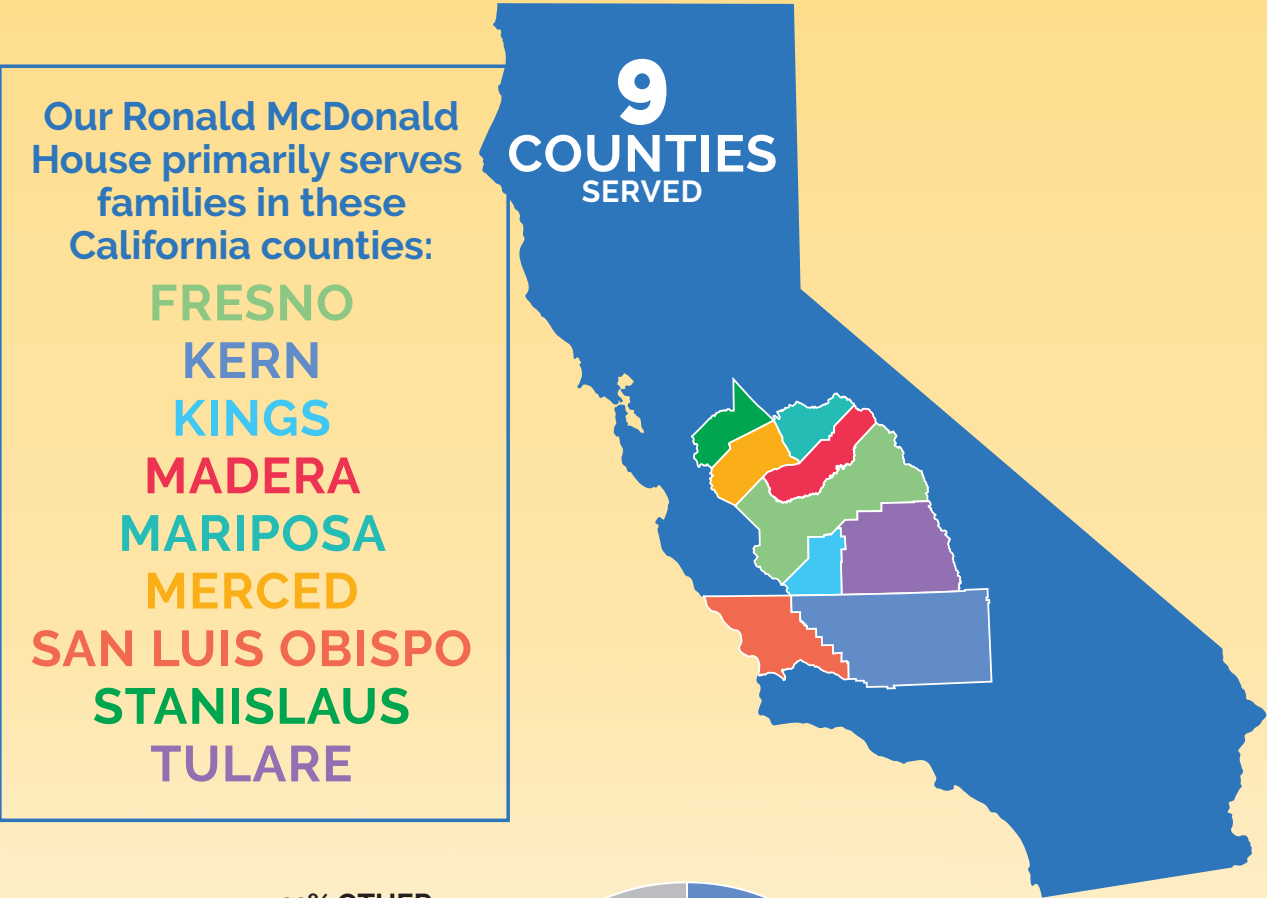 Our Ronald McDonald
House primarily serves
families in these
California counties:
FRESNO
KERN
KINGS
MADERA
MARIPOSA
MERCED
SAN LUIS OBISPO
STANISLAUS
TULARE
9
COUNTIES
SERVED
OTHER